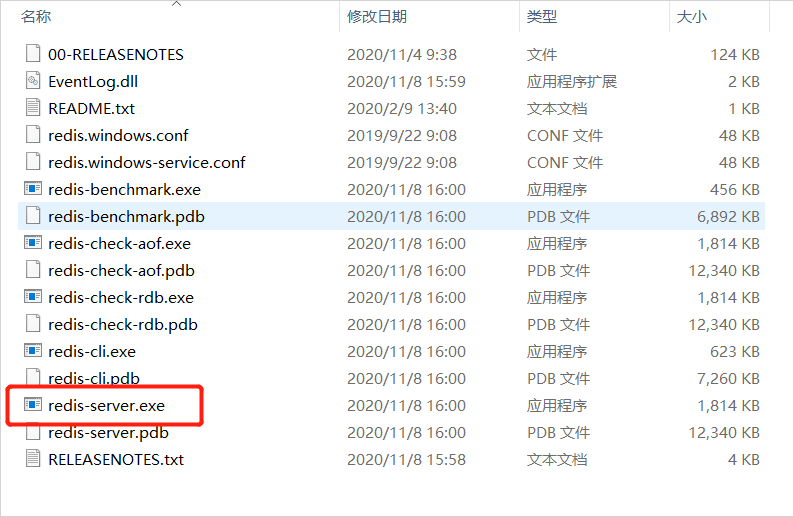 名称 修改日期 类型 大小
00-RELEASENOTES 2020/11/4 9:38 文件 124 KB
EventLog.dll 2020/11/8 15:59 应用程序扩展 2 KB
README.txt 2020/2/9 13:40 文本文档 1 KB
redis.windows.conf 2019/9/22 9:08 CONF 文件 48 KB
redis.windows-service.conf 2019/9/22 9:08 CONF 文件 48 KB
redis-benchmark.exe 2020/11/8 16:00 应用程序 456 KB
redis-benchmark.pdb 2020/11/8 16:00 PDB 文件 6,892 KB
redis-check-aof.exe 2020/11/8 16:00 应用程序 1,814 KB
redis-check-aof.pdb 2020/11/8 16:00 PDB 文件 12,340 KB
redis-check-rdb.exe 2020/11/8 16:00 应用程序 1,814 KB
redis-check-rdb.pdb 2020/11/8 16:00 PDB 文件 12,340 KB
redis-cli.exe 2020/11/8 16:00 应用程序 623 KB
redis-cli.pdb 2020/11/8 16:00 PDB 文件 7,260 KB
redis-server.exe 2020/11/8 16:00 应用程序 1,814 KB
redis-server.pdb 2020/11/8 16:00 PDB 文件 12,340 KB
RELEASENOTES.txt 2020/11/8 15:58 文本文档 4 KB